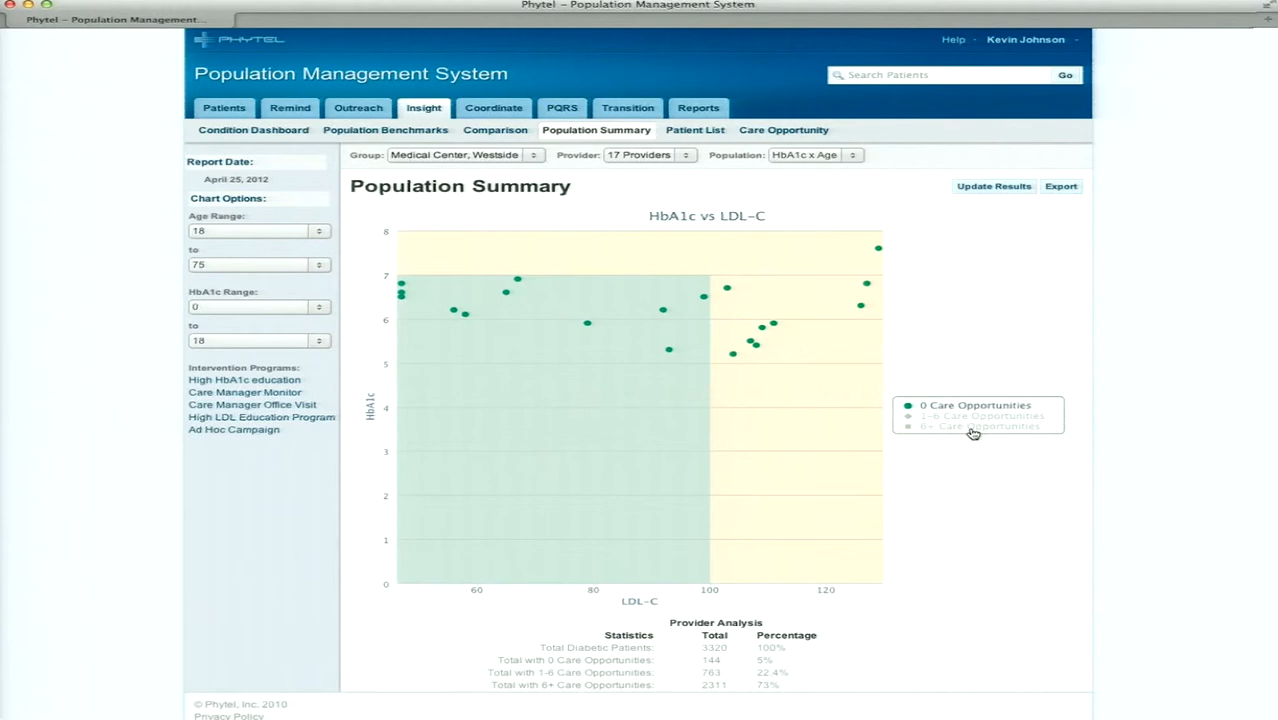 Phytel - Population Management System
Phytel - Population Management...
PHYTEL
Help
Kevin Johnson
Population Management System
Search Patients
Go
Patients Remind Outreach Insight Coordinate PQRS Transition Reports
Condition Dashboard Population Benchmarks Comparison Population Summary Patient List Care Opportunity
Report Date:
April 25, 2012
Chart Options:
Age Range:
18
to
75
HbA1c Range:
0
to
18
Intervention Programs:
High HbA1c education
Care Manager Monitor
Care Manager Office Visit
High LDL Education Program
Ad Hoc Campaign
Group: Medical Center, Westside Provider: 17 Providers Population: HbA1c x Age
Population Summary
Update Results Export
HbA1c vs LDL-C
8
7
6
5
4
3
2
1
0
HbA1c
60 80 100 120
LDL-C
0 Care Opportunities
1-6 Care Opportunities
6+ Care Opportunities
Provider Analysis
Statistics Total Percentage
Total Diabetic Patients: 3320 100%
Total with 0 Care Opportunities: 144 5%
Total with 1-6 Care Opportunities: 763 22.4%
Total with 6+ Care Opportunities: 2311 73%
© Phytel, Inc. 2010
Privacy Policy